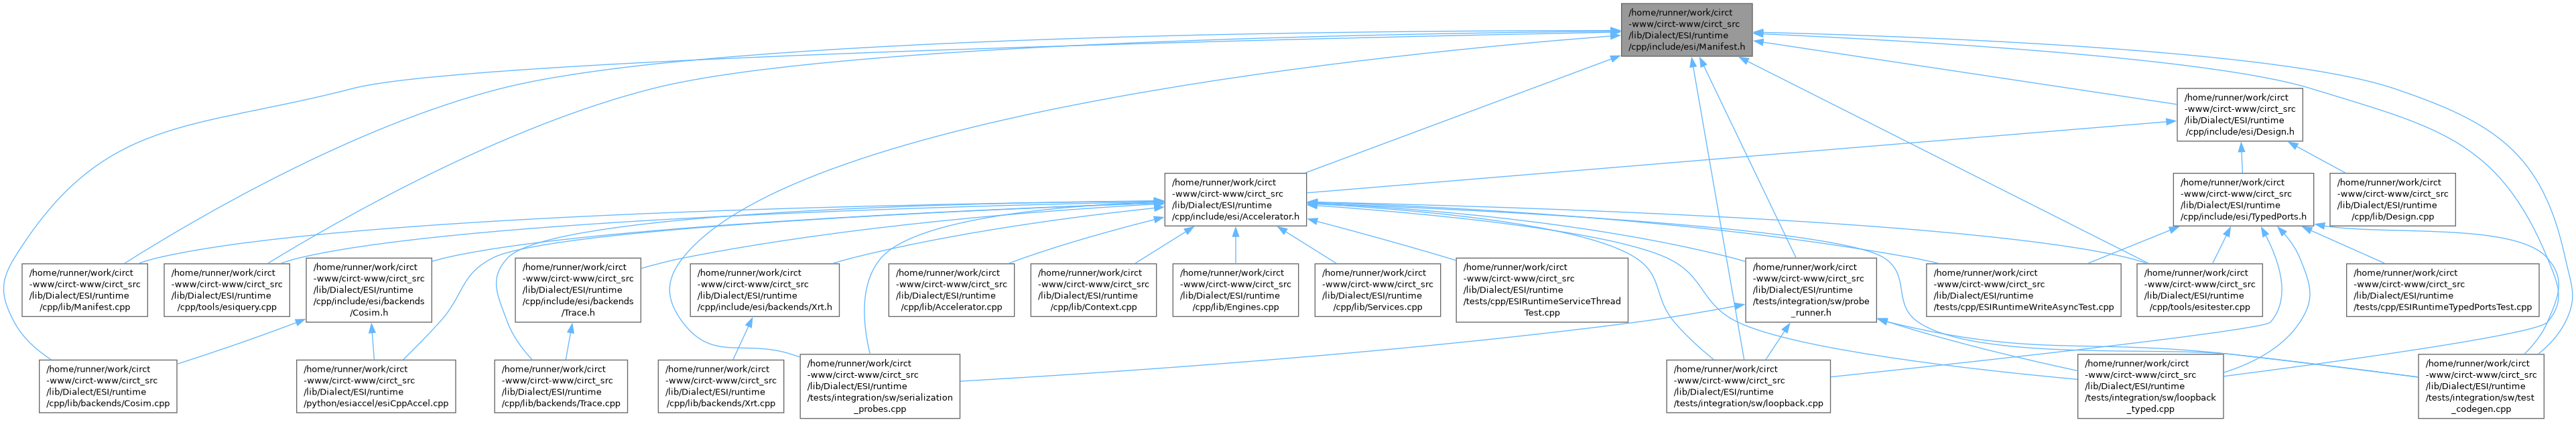 /home/runner/work/circt
-www/circt-www/circt_src
/lib/Dialect/ESI/runtime
/cpp/include/esi/Manifest.h
/home/runner/work/circt
-www/circt-www/circt_src
/lib/Dialect/ESI/runtime
/cpp/include/esi/Design.h
/home/runner/work/circt
-www/circt-www/circt_src
/lib/Dialect/ESI/runtime
/cpp/include/esi/Accelerator.h
/home/runner/work/circt
-www/circt-www/circt_src
/lib/Dialect/ESI/runtime
/cpp/include/esi/TypedPorts.h
/home/runner/work/circt
-www/circt-www/circt_src
/lib/Dialect/ESI/runtime
/cpp/lib/Design.cpp
/home/runner/work/circt
-www/circt-www/circt_src
/lib/Dialect/ESI/runtime
/cpp/lib/Manifest.cpp
/home/runner/work/circt
-www/circt-www/circt_src
/lib/Dialect/ESI/runtime
/cpp/tools/esiquery.cpp
/home/runner/work/circt
-www/circt-www/circt_src
/lib/Dialect/ESI/runtime
/cpp/include/esi/backends
/Cosim.h
/home/runner/work/circt
-www/circt-www/circt_src
/lib/Dialect/ESI/runtime
/cpp/include/esi/backends
/Trace.h
/home/runner/work/circt
-www/circt-www/circt_src
/lib/Dialect/ESI/runtime
/cpp/include/esi/backends/Xrt.h
/home/runner/work/circt
-www/circt-www/circt_src
/lib/Dialect/ESI/runtime
/cpp/lib/Accelerator.cpp
/home/runner/work/circt
-www/circt-www/circt_src
/lib/Dialect/ESI/runtime
/cpp/lib/Context.cpp
/home/runner/work/circt
-www/circt-www/circt_src
/lib/Dialect/ESI/runtime
/cpp/lib/Engines.cpp
/home/runner/work/circt
-www/circt-www/circt_src
/lib/Dialect/ESI/runtime
/cpp/lib/Services.cpp
/home/runner/work/circt
-www/circt-www/circt_src
/lib/Dialect/ESI/runtime
/tests/cpp/ESIRuntimeServiceThread
Test.cpp
/home/runner/work/circt
-www/circt-www/circt_src
/lib/Dialect/ESI/runtime
/tests/integration/sw/probe
_runner.h
/home/runner/work/circt
-www/circt-www/circt_src
/lib/Dialect/ESI/runtime
/tests/cpp/ESIRuntimeWriteAsyncTest.cpp
/home/runner/work/circt
-www/circt-www/circt_src
/lib/Dialect/ESI/runtime
/cpp/tools/esitester.cpp
/home/runner/work/circt
-www/circt-www/circt_src
/lib/Dialect/ESI/runtime
/tests/cpp/ESIRuntimeTypedPortsTest.cpp
/home/runner/work/circt
-www/circt-www/circt_src
/lib/Dialect/ESI/runtime
/cpp/lib/backends/Cosim.cpp
/home/runner/work/circt
-www/circt-www/circt_src
/lib/Dialect/ESI/runtime
/python/esiaccel/esiCppAccel.cpp
/home/runner/work/circt
-www/circt-www/circt_src
/lib/Dialect/ESI/runtime
/cpp/lib/backends/Trace.cpp
/home/runner/work/circt
-www/circt-www/circt_src
/lib/Dialect/ESI/runtime
/cpp/lib/backends/Xrt.cpp
/home/runner/work/circt
-www/circt-www/circt_src
/lib/Dialect/ESI/runtime
/tests/integration/sw/serialization
_probes.cpp
/home/runner/work/circt
-www/circt-www/circt_src
/lib/Dialect/ESI/runtime
/tests/integration/sw/loopback.cpp
/home/runner/work/circt
-www/circt-www/circt_src
/lib/Dialect/ESI/runtime
/tests/integration/sw/loopback
_typed.cpp
/home/runner/work/circt
-www/circt-www/circt_src
/lib/Dialect/ESI/runtime
/tests/integration/sw/test
_codegen.cpp